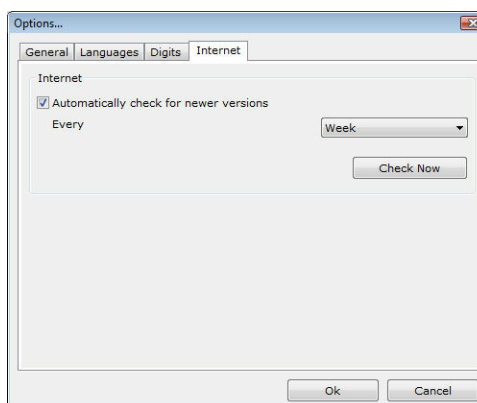 Options...
General Languages Digits Internet
Internet
Automatically check for newer versions
Every Week
Check Now
Ok Cancel